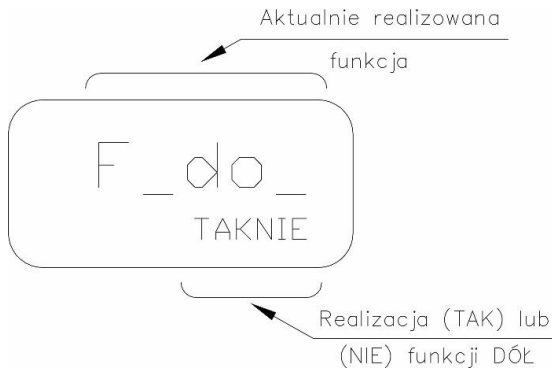 Aktualnie realizowana
funkcja
F_do_
TAKNIE
Realizacja (TAK) lub
(NIE) funkcji DÓŁ